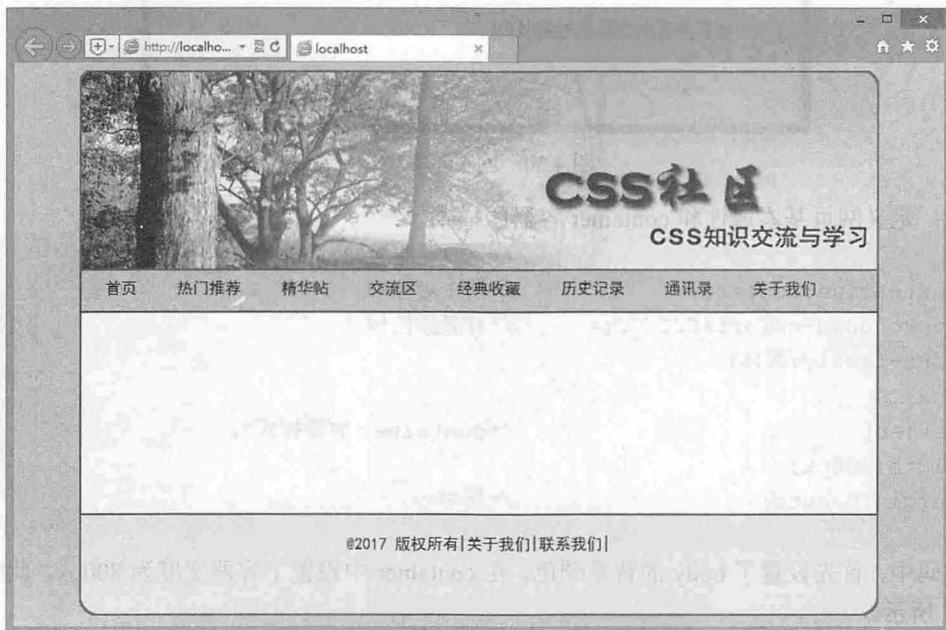 http://localho...
localhost
CSS社区
CSS知识交流与学习
首页 热门推荐 精华帖 交流区 经典收藏 历史记录 通讯录 关于我们
@2017 版权所有|关于我们|联系我们|